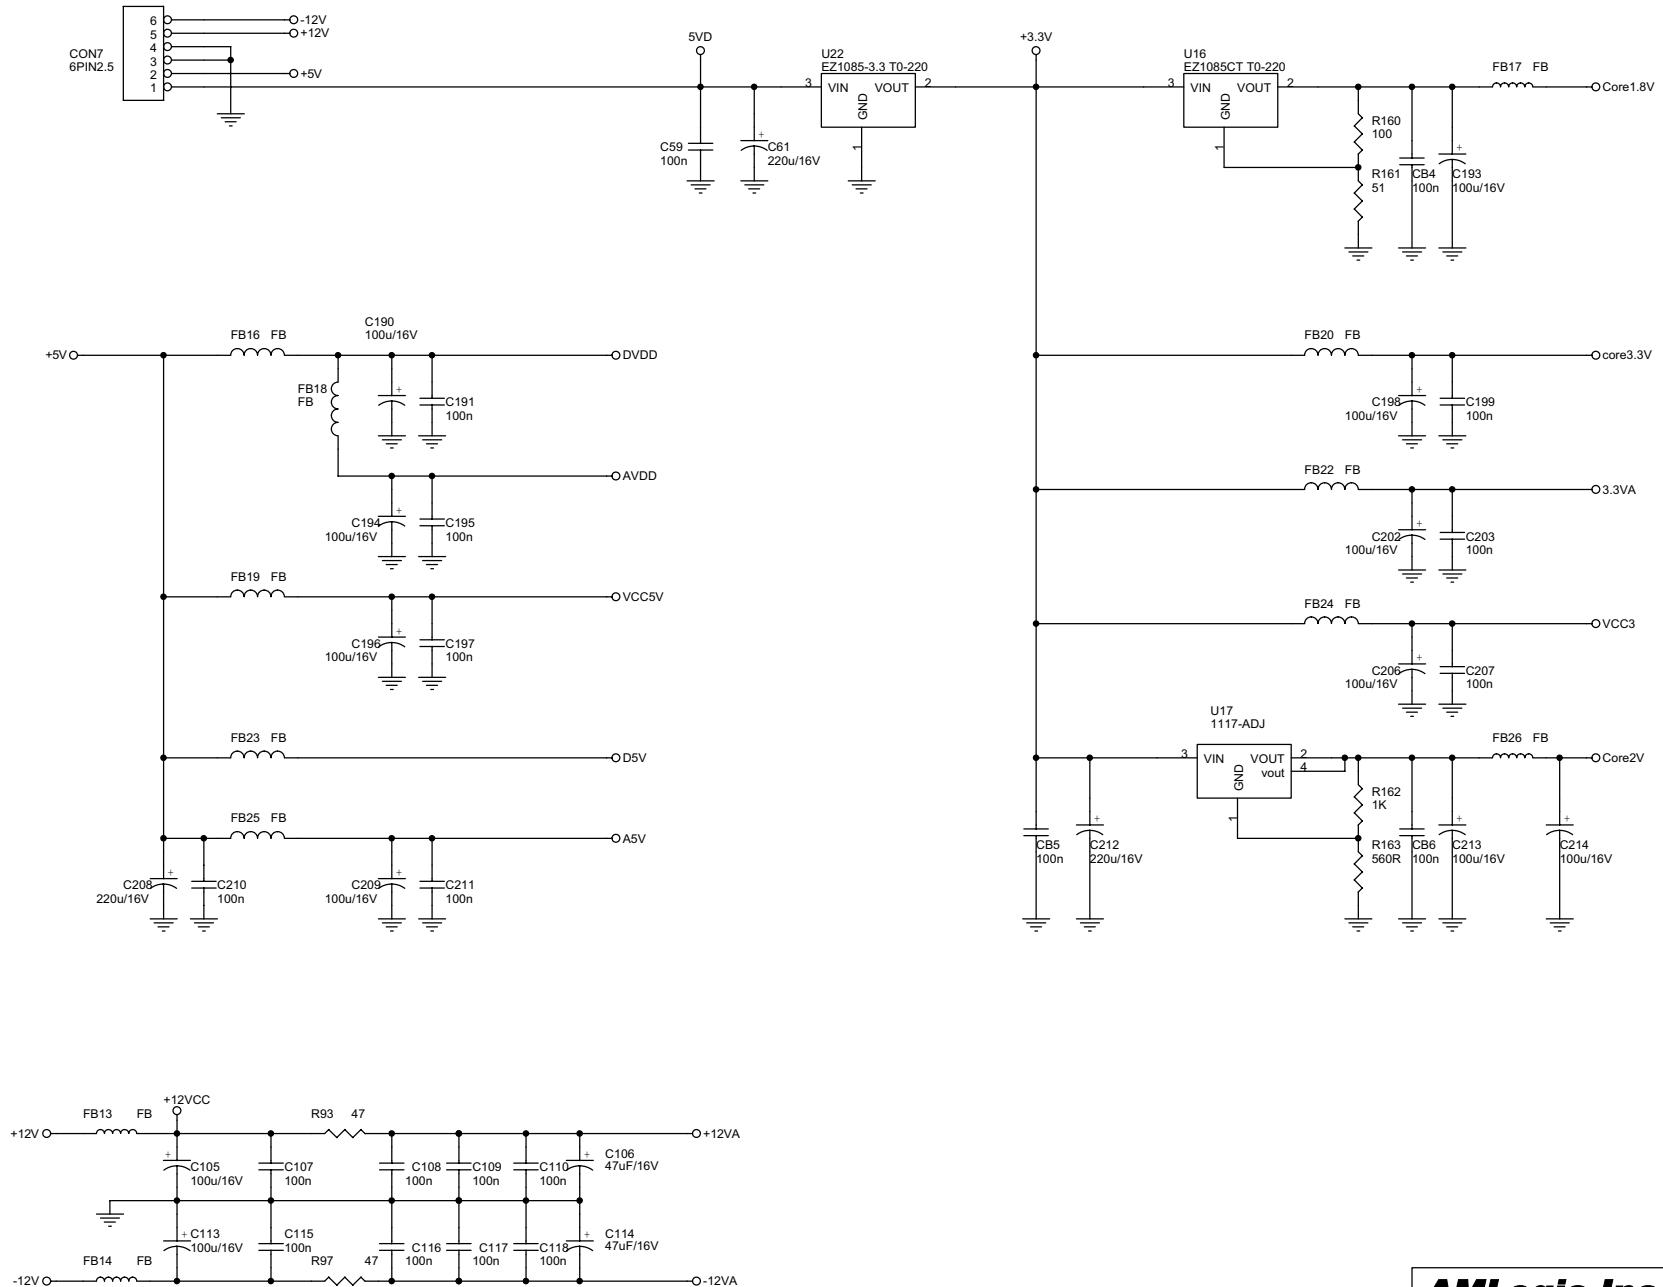 CON7
6PIN2.5
6
5
4
3
2
1
-12V
+12V
+5V
5VD
C59
100n
C61
220u/16V
U22
EZ1085-3.3 T0-220
3
VIN
VOUT
2
GND
1
+3.3V
U16
EZ1085CT T0-220
3
VIN
VOUT
2
GND
1
FB17 FB
Core1.8V
R160
100
R161
51
CB4
100n
C193
100u/16V
+5V
FB16 FB
C190
100u/16V
DVDD
FB18
FB
C191
100n
AVDD
C194
100u/16V
C195
100n
FB19 FB
VCC5V
C196
100u/16V
C197
100n
FB23 FB
D5V
FB25 FB
A5V
C208
220u/16V
C210
100n
C209
100u/16V
C211
100n
FB20 FB
core3.3V
C198
100u/16V
C199
100n
FB22 FB
3.3VA
C202
100u/16V
C203
100n
FB24 FB
VCC3
C206
100u/16V
C207
100n
U17
1117-ADJ
3
VIN
VOUT
2
vout
4
GND
1
FB26 FB
Core2V
CB5
100n
C212
220u/16V
R162
1K
R163
560R
CB6
100n
C213
100u/16V
C214
100u/16V
+12V
FB13 FB
+12VCC
R93 47
+12VA
C105
100u/16V
C107
100n
C108
100n
C109
100n
C110
100n
C106
47uF/16V
C113
100u/16V
C115
100n
C116
100n
C117
100n
C118
100n
C114
47uF/16V
-12V
FB14 FB
R97 47
-12VA
AMLogic Inc